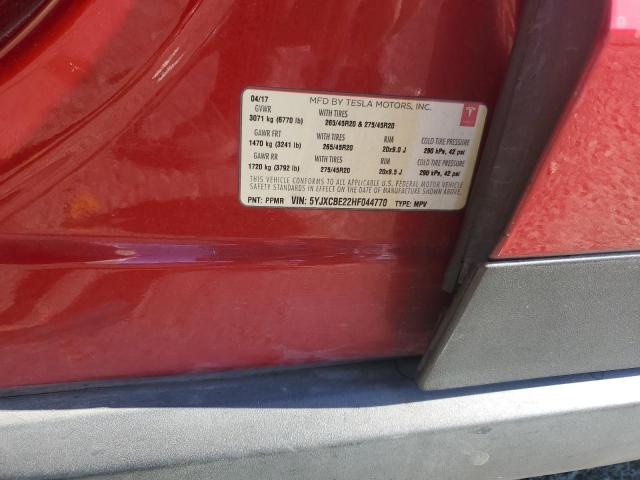 04/17 MFD BY TESLA MOTORS, INC.
GVWR WITH TIRES
3071 kg (6770 lb) 265/45R20 & 275/45R20
GAWR FRT WITH TIRES RIM COLD TIRE PRESSURE
1470 kg (3241 lb) 265/45R20 20x9.0 J 290 kPa, 42 psi
GAWR RR WITH TIRES RIM COLD TIRE PRESSURE
1720 kg (3792 lb) 275/45R20 20x9.5 J 290 kPa, 42 psi
THIS VEHICLE CONFORMS TO ALL APPLICABLE U.S. FEDERAL MOTOR VEHICLE
SAFETY STANDARDS IN EFFECT ON THE DATE OF MANUFACTURE SHOWN ABOVE.
PNT: PPMR VIN: 5YJXCBE22HF044770 TYPE: MPV